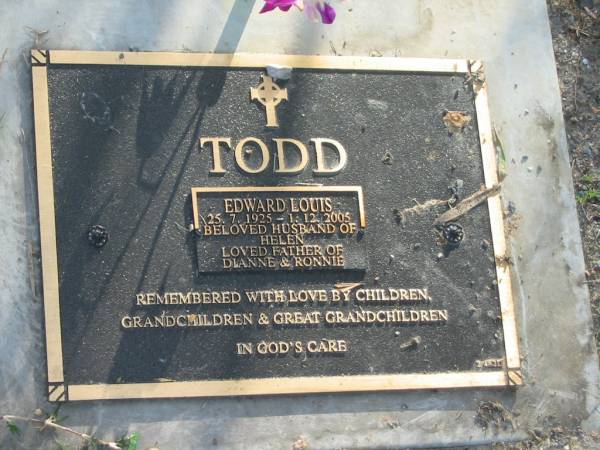 TODD
EDWARD LOUIS
25. 7. 1925 - 1. 12. 2005
BELOVED HUSBAND OF
HELEN
LOVED FATHER OF
DIANNE & RONNIE
REMEMBERED WITH LOVE BY CHILDREN,
GRANDCHILDREN & GREAT GRANDCHILDREN
IN GOD'S CARE